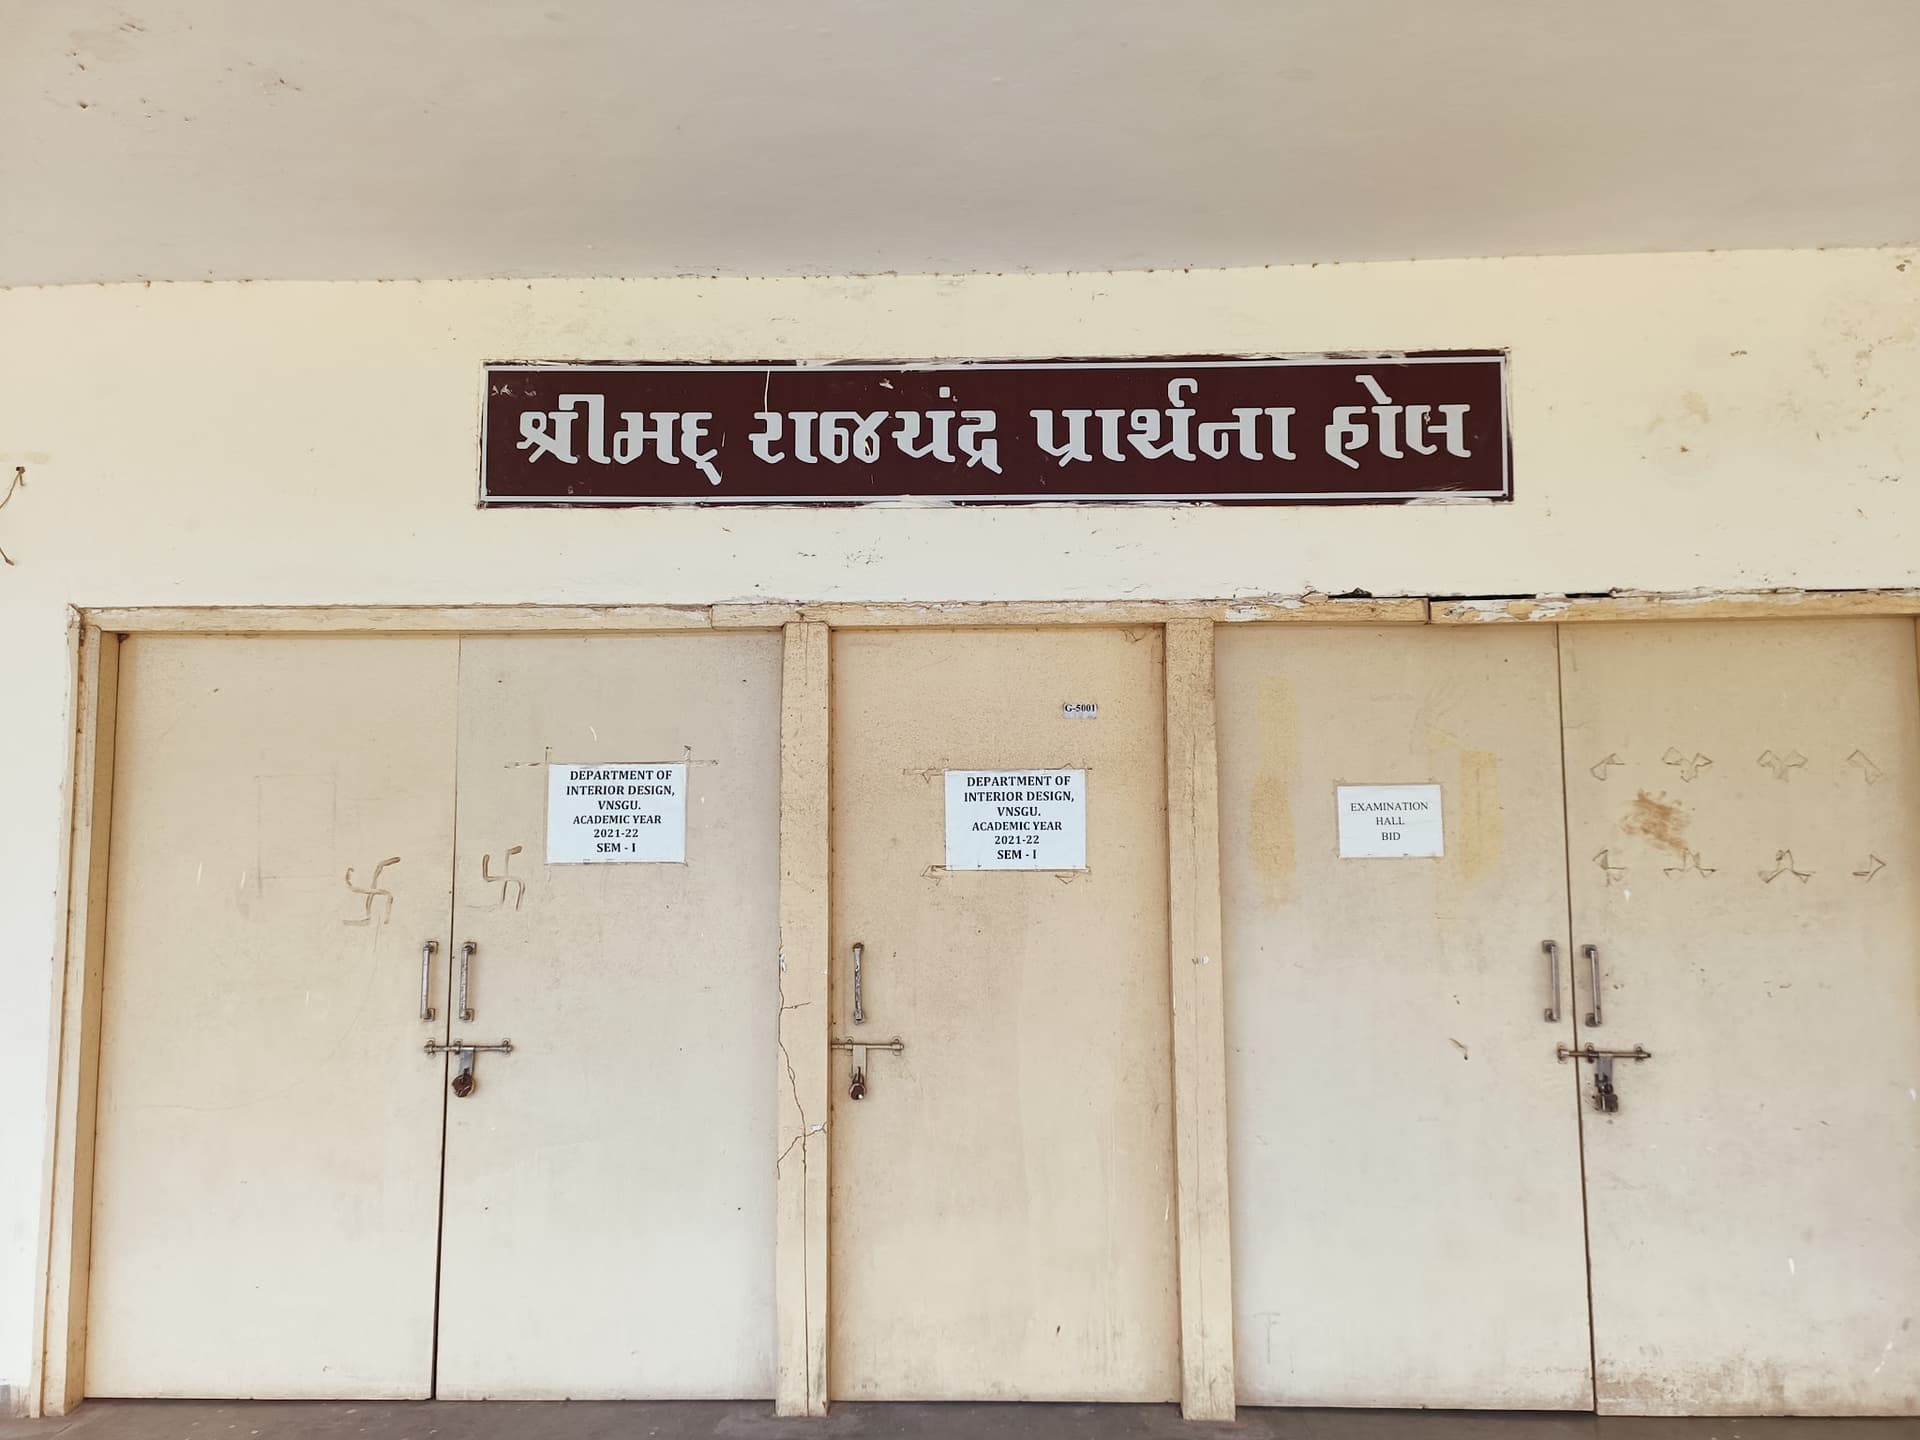 શ્રીમદ્ રાજચંદ્ર પ્રાર્થના હોલ
DEPARTMENT OF
INTERIOR DESIGN,
VNSGU.
ACADEMIC YEAR
2021-22
SEM - I
G-5001
DEPARTMENT OF
INTERIOR DESIGN,
VNSGU.
ACADEMIC YEAR
2021-22
SEM - I
EXAMINATION
HALL
BID